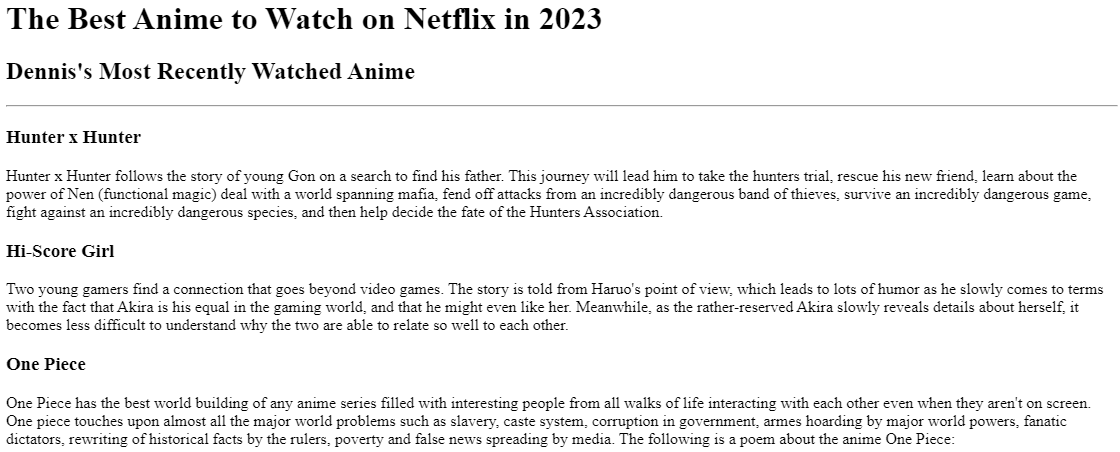 The Best Anime to Watch on Netflix in 2023
Dennis's Most Recently Watched Anime
Hunter x Hunter
Hunter x Hunter follows the story of young Gon on a search to find his father. This journey will lead him to take the hunters trial, rescue his new friend, learn about the
power of Nen (functional magic) deal with a world spanning mafia, fend off attacks from an incredibly dangerous band of thieves, survive an incredibly dangerous game,
fight against an incredibly dangerous species, and then help decide the fate of the Hunters Association.
Hi-Score Girl
Two young gamers find a connection that goes beyond video games. The story is told from Haruo's point of view, which leads to lots of humor as he slowly comes to terms
with the fact that Akira is his equal in the gaming world, and that he might even like her. Meanwhile, as the rather-reserved Akira slowly reveals details about herself, it
becomes less difficult to understand why the two are able to relate so well to each other.
One Piece
One Piece has the best world building of any anime series filled with interesting people from all walks of life interacting with each other even when they aren't on screen.
One piece touches upon almost all the major world problems such as slavery, caste system, corruption in government, armes hoarding by major world powers, fanatic
dictators, rewriting of historical facts by the rulers, poverty and false news spreading by media. The following is a poem about the anime One Piece: